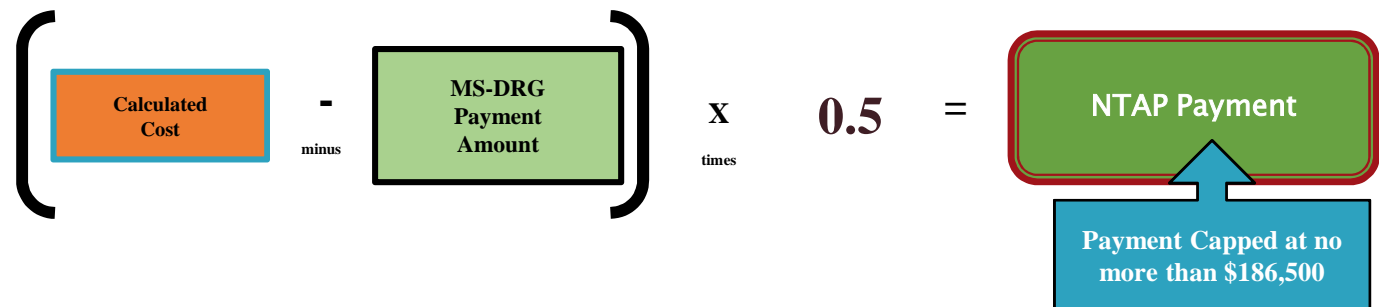 Calculated
Cost
-
minus
MS-DRG
Payment
Amount
X
times
0.5
=
NTAP Payment
Payment Capped at no
more than $186,500